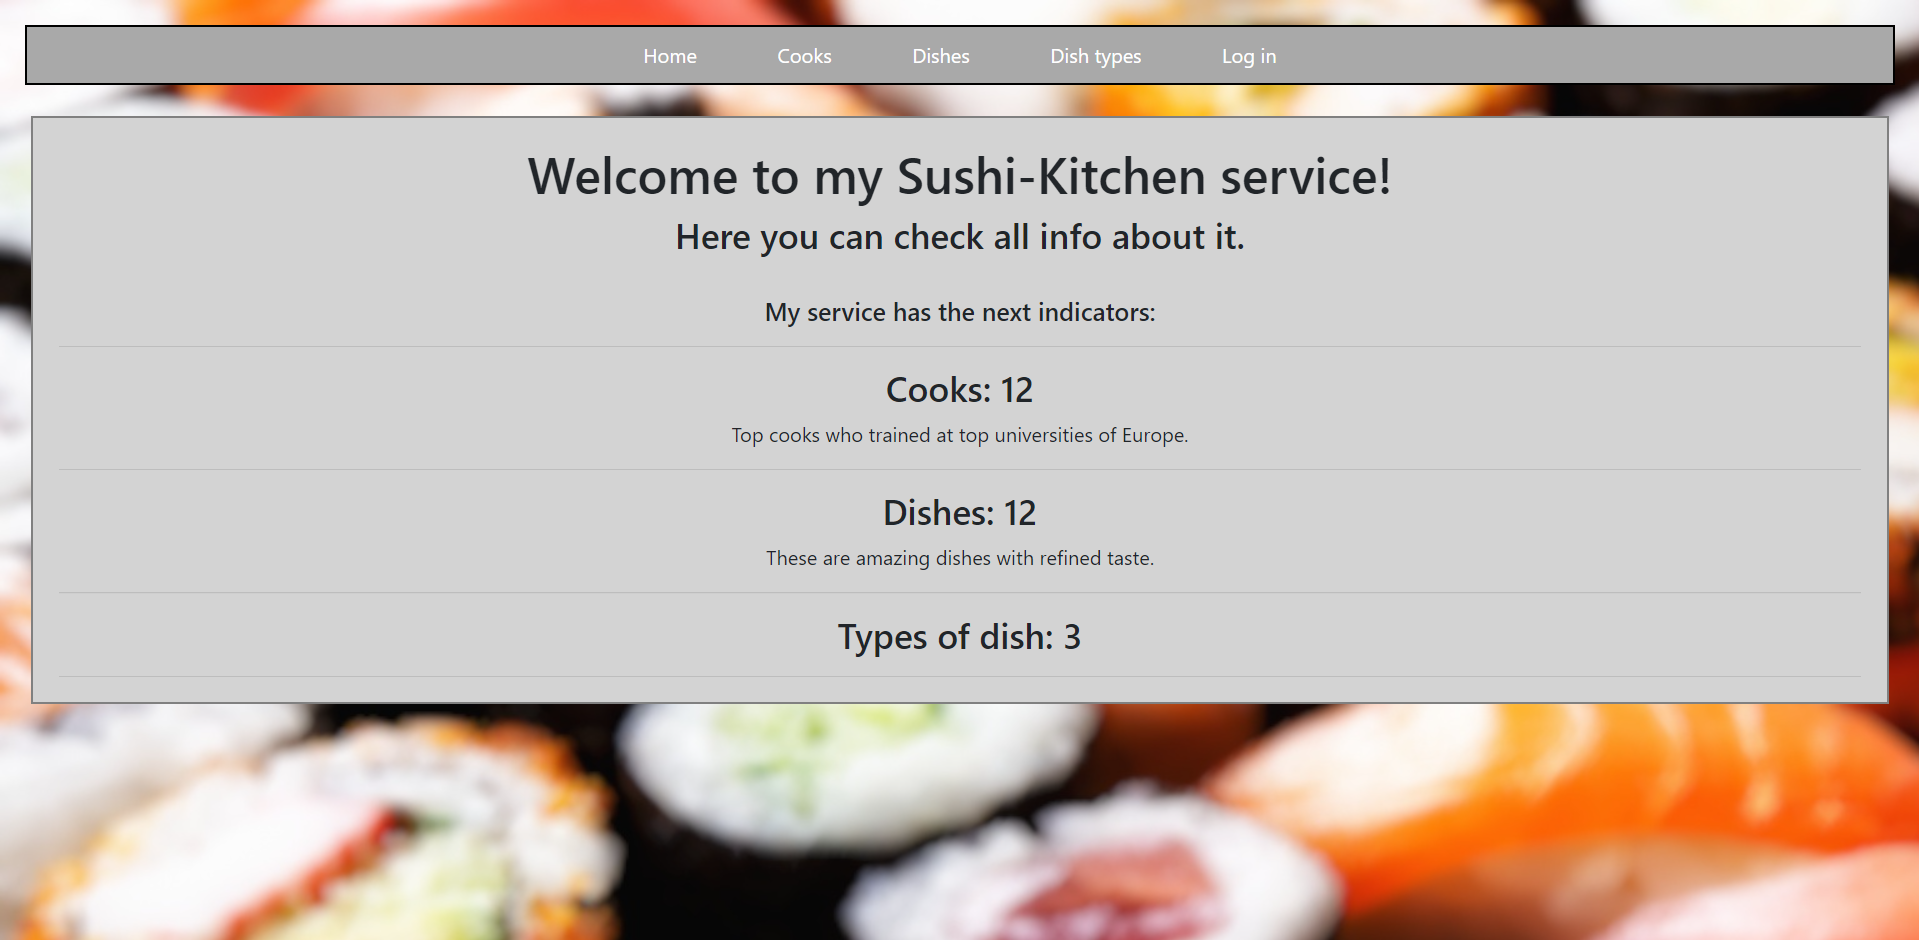 Home Cooks Dishes Dish types Log in
Welcome to my Sushi-Kitchen service!
Here you can check all info about it.
My service has the next indicators:
Cooks: 12
Top cooks who trained at top universities of Europe.
Dishes: 12
These are amazing dishes with refined taste.
Types of dish: 3